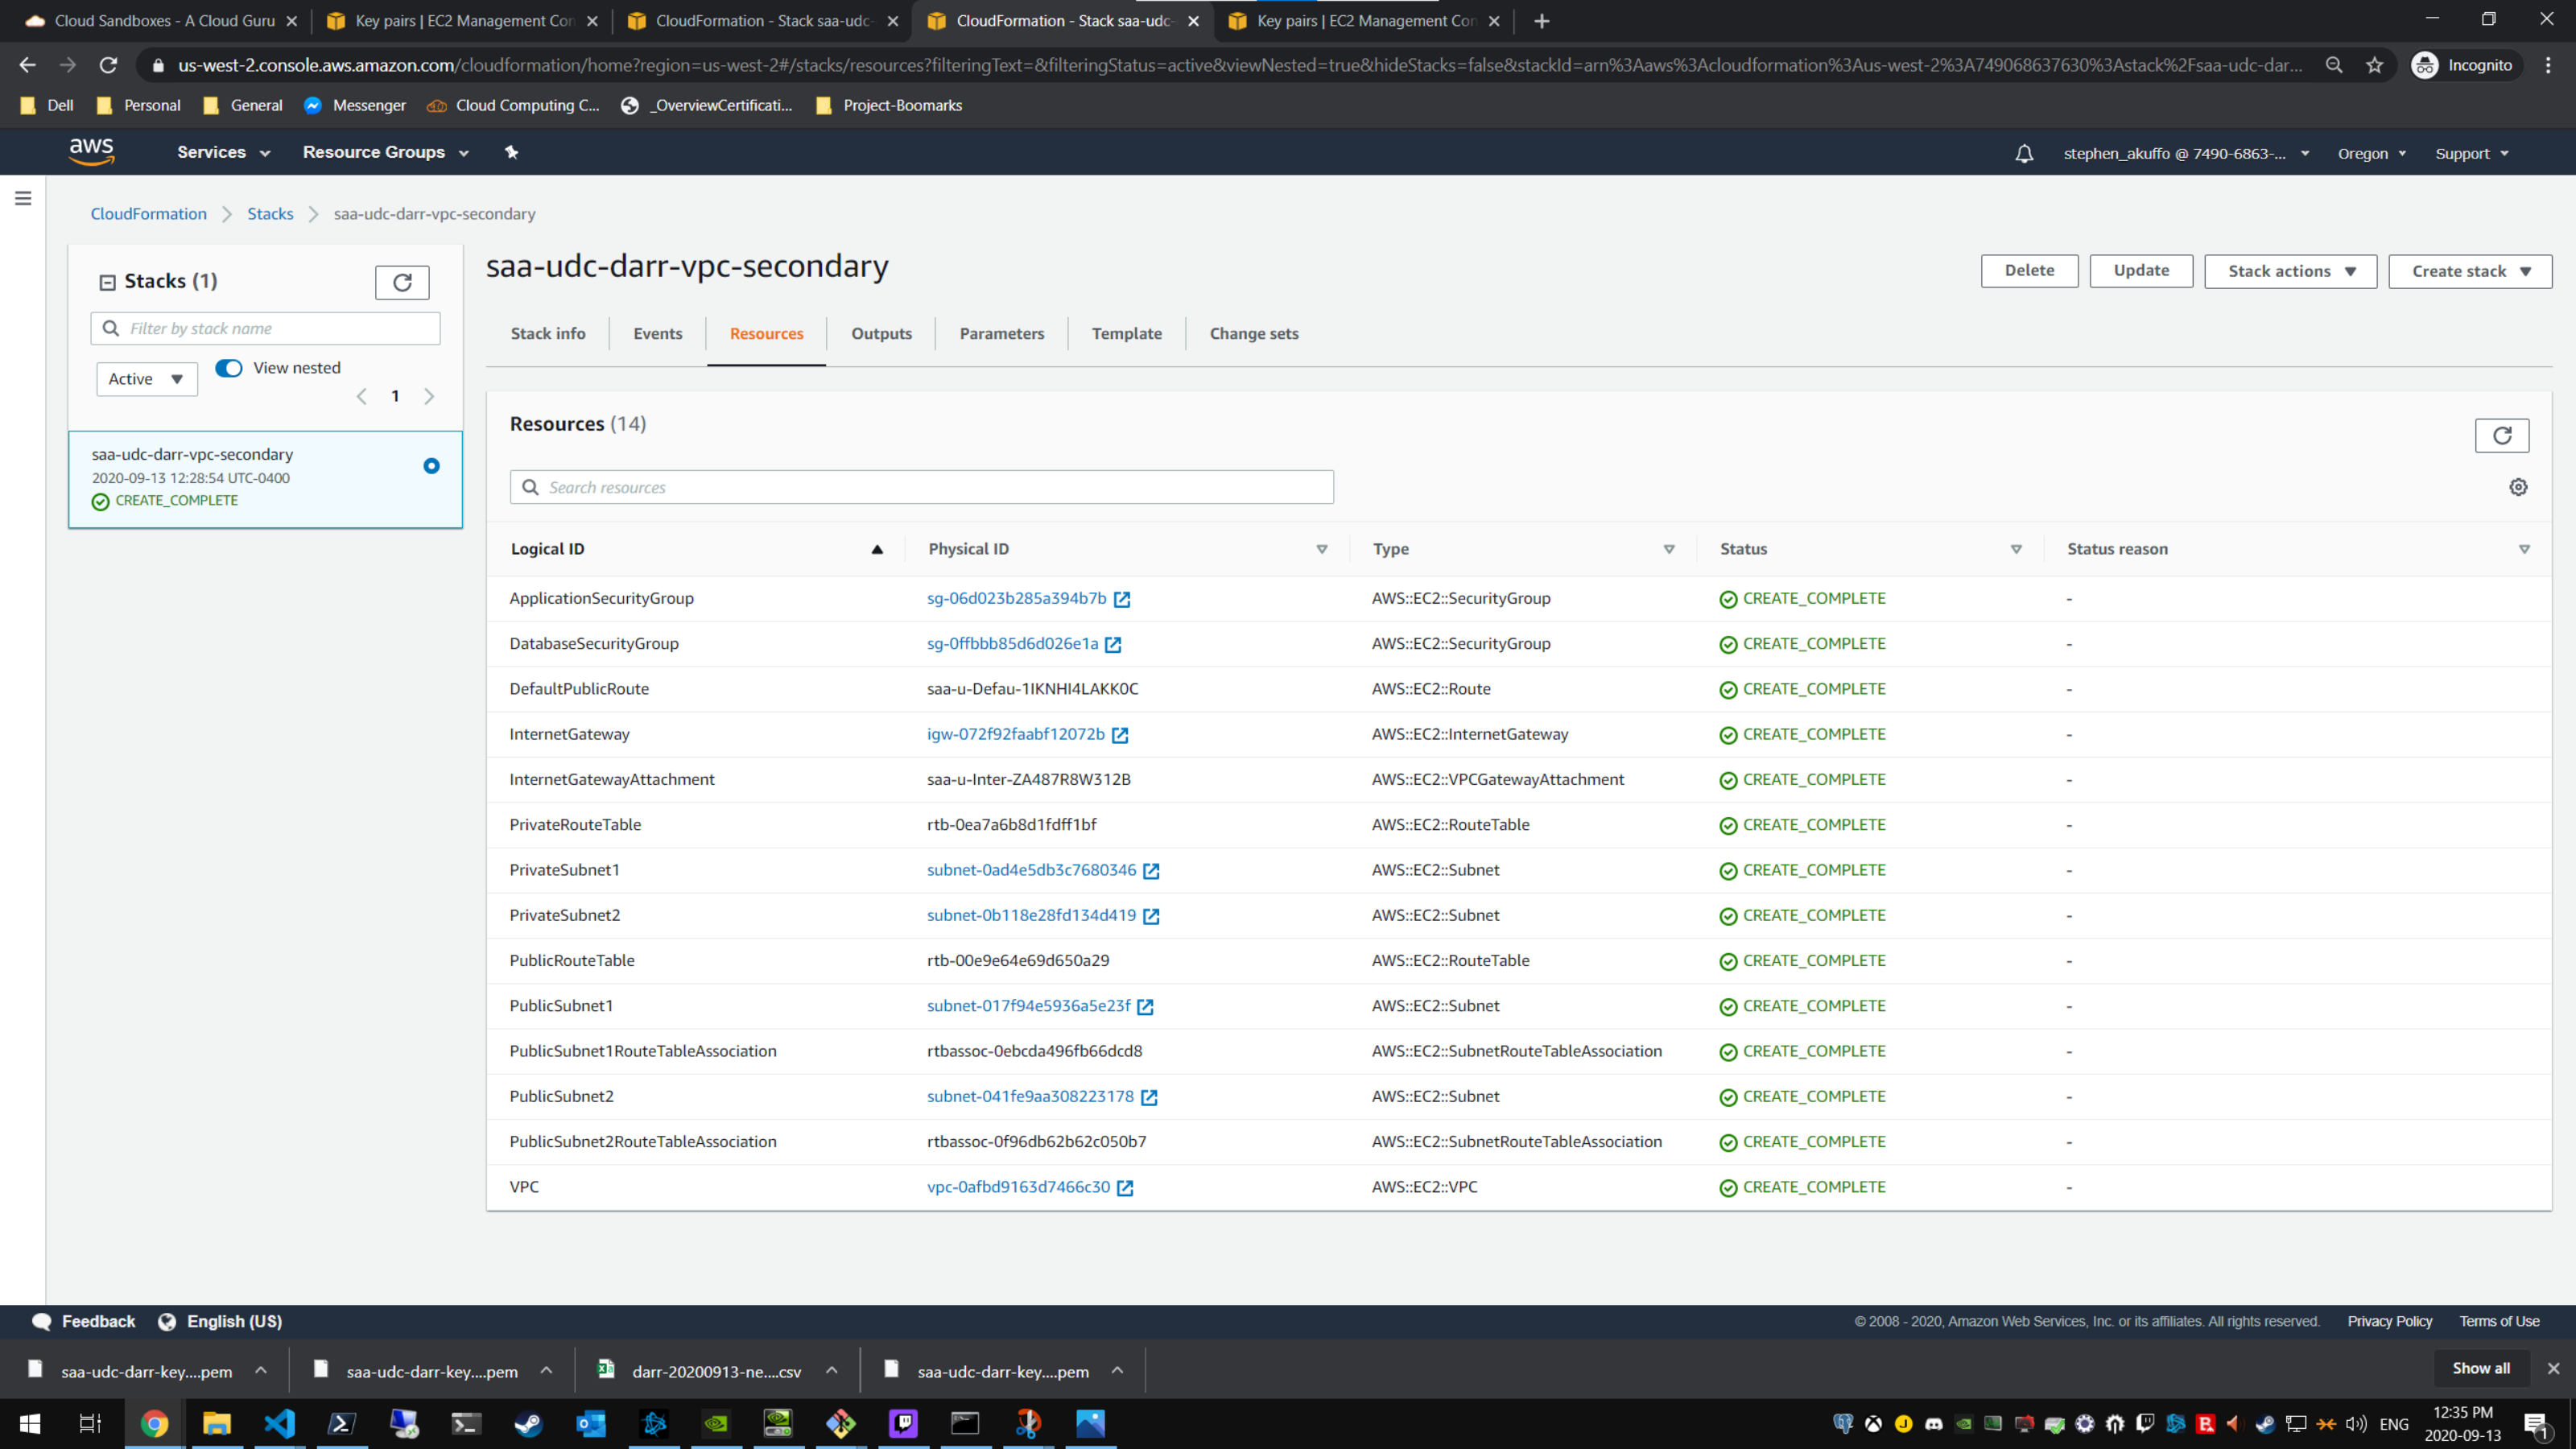 Cloud Sandboxes - A Cloud Guru
Key pairs | EC2 Management Con
CloudFormation - Stack saa-udc-
CloudFormation - Stack saa-udc-
Key pairs | EC2 Management Con
us-west-2.console.aws.amazon.com/cloudformation/home?region=us-west-2#/stacks/resources?filteringText=&filteringStatus=active&viewNested=true&hideStacks=false&stackId=arn%3Aaws%3Acloudformation%3Aus-west-2%3A749068637630%3Astack%2Fsaa-udc-dar...
Incognito
Dell
Personal
General
Messenger
Cloud Computing C...
_OverviewCertificati...
Project-Boomarks
aws
Services
Resource Groups
stephen_akuffo @ 7490-6863-...
Oregon
Support
CloudFormation
Stacks
saa-udc-darr-vpc-secondary
Stacks (1)
Filter by stack name
Active
View nested
1
saa-udc-darr-vpc-secondary
2020-09-13 12:28:54 UTC-0400
CREATE_COMPLETE
saa-udc-darr-vpc-secondary
Delete
Update
Stack actions
Create stack
Stack info
Events
Resources
Outputs
Parameters
Template
Change sets
Resources (14)
Search resources
Logical ID Physical ID Type Status Status reason
ApplicationSecurityGroup sg-06d023b285a394b7b AWS::EC2::SecurityGroup CREATE_COMPLETE -
DatabaseSecurityGroup sg-0ffbbb85d6d026e1a AWS::EC2::SecurityGroup CREATE_COMPLETE -
DefaultPublicRoute saa-u-Defau-1IKNHI4LAKK0C AWS::EC2::Route CREATE_COMPLETE -
InternetGateway igw-072f92faabf12072b AWS::EC2::InternetGateway CREATE_COMPLETE -
InternetGatewayAttachment saa-u-Inter-ZA487R8W312B AWS::EC2::VPCGatewayAttachment CREATE_COMPLETE -
PrivateRouteTable rtb-0ea7a6b8d1fdff1bf AWS::EC2::RouteTable CREATE_COMPLETE -
PrivateSubnet1 subnet-0ad4e5db3c7680346 AWS::EC2::Subnet CREATE_COMPLETE -
PrivateSubnet2 subnet-0b118e28fd134d419 AWS::EC2::Subnet CREATE_COMPLETE -
PublicRouteTable rtb-00e9e64e69d650a29 AWS::EC2::RouteTable CREATE_COMPLETE -
PublicSubnet1 subnet-017f94e5936a5e23f AWS::EC2::Subnet CREATE_COMPLETE -
PublicSubnet1RouteTableAssociation rtbassoc-0ebcda496fb66dcd8 AWS::EC2::SubnetRouteTableAssociation CREATE_COMPLETE -
PublicSubnet2 subnet-041fe9aa308223178 AWS::EC2::Subnet CREATE_COMPLETE -
PublicSubnet2RouteTableAssociation rtbassoc-0f96db62b62c050b7 AWS::EC2::SubnetRouteTableAssociation CREATE_COMPLETE -
VPC vpc-0afbd9163d7466c30 AWS::EC2::VPC CREATE_COMPLETE -
Feedback
English (US)
© 2008 - 2020, Amazon Web Services, Inc. or its affiliates. All rights reserved.
Privacy Policy
Terms of Use
saa-udc-darr-key....pem
saa-udc-darr-key....pem
darr-20200913-ne....csv
saa-udc-darr-key....pem
Show all
ENG
12:35 PM
2020-09-13
1